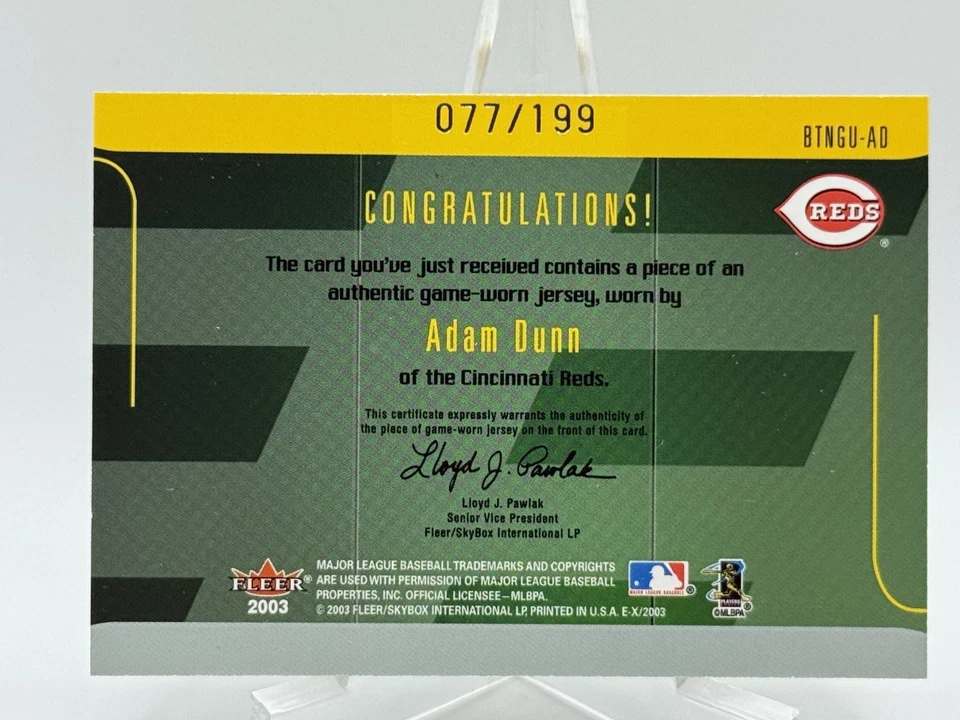 077/199
BTNGU-AD
REDS
®
CONGRATULATIONS!
The card you've just received contains a piece of an
authentic game-worn jersey, worn by
Adam Dunn
of the Cincinnati Reds.
This certificate expressly warrants the authenticity of
the piece of game-worn jersey on the front of this card.
Lloyd J. Pawlak
Lloyd J. Pawlak
Senior Vice President
Fleer/SkyBox International LP
FLEER®
2003
MAJOR LEAGUE BASEBALL TRADEMARKS AND COPYRIGHTS
ARE USED WITH PERMISSION OF MAJOR LEAGUE BASEBALL
PROPERTIES, INC. OFFICIAL LICENSEE—MLBPA.
© 2003 FLEER/SKYBOX INTERNATIONAL LP, PRINTED IN U.S.A. E-X/2003
MAJOR LEAGUE BASEBALL
®
PLAYERS
©MLBPA